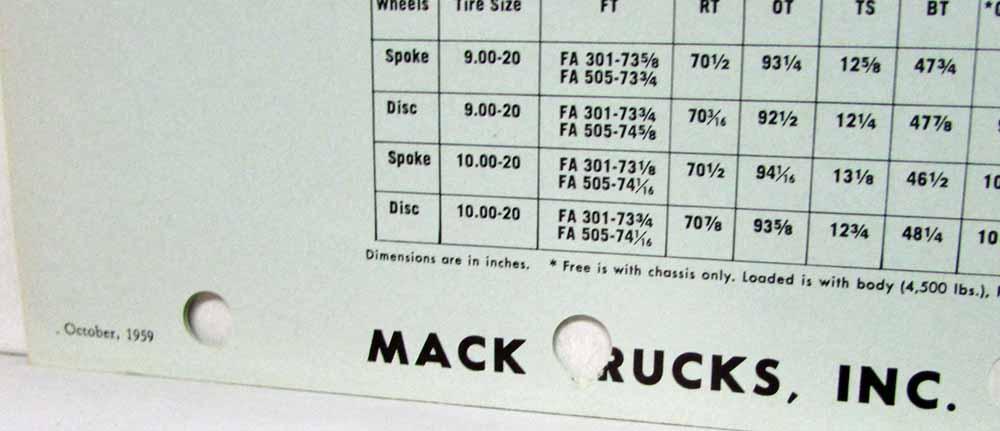 Wheels Tire Size FT RT OT TS BT *
Spoke 9.00-20 FA 301-73⅝ 70½ 93¼ 12⅝ 47¾
FA 505-73¾
Disc 9.00-20 FA 301-73¾ 70³⁄₁₆ 92½ 12¼ 47⅞
FA 505-74⅝
Spoke 10.00-20 FA 301-73⅛ 70½ 94¹⁄₁₆ 13⅛ 46½ 10
FA 505-74¹⁄₁₆
Disc 10.00-20 FA 301-73¾ 70⅞ 93⅝ 12¾ 48¼ 10
FA 505-74¹⁄₁₆
Dimensions are in inches. * Free is with chassis only. Loaded is with body (4,500 lbs.),
October, 1959
MACK RUCKS, INC.